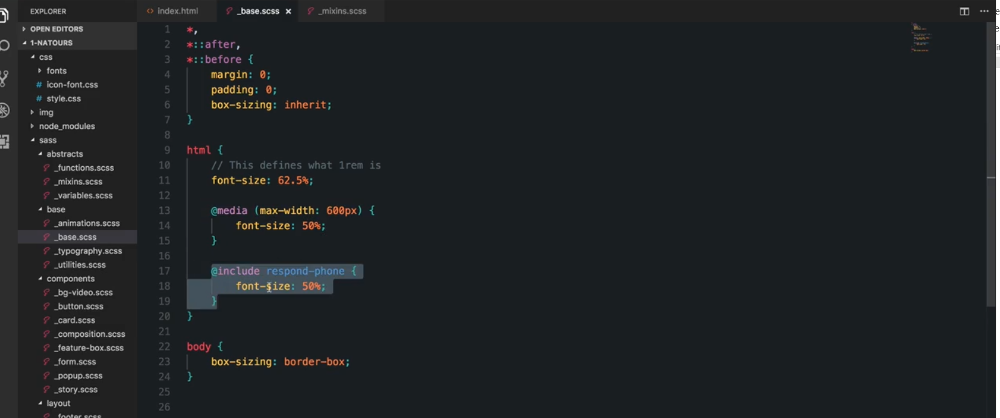 EXPLORER
OPEN EDITORS
1-NATOURS
css
fonts
# icon-font.css
# style.css
img
node_modules
sass
abstracts
_functions.scss
_mixins.scss
_variables.scss
base
_animations.scss
_base.scss
_typography.scss
_utilities.scss
components
_bg-video.scss
_button.scss
_card.scss
_composition.scss
_feature-box.scss
_form.scss
_popup.scss
_story.scss
layout
_footer.scss
<> index.html _base.scss × _mixins.scss ...
1 *,
2 *::after,
3 *::before {
4 margin: 0;
5 padding: 0;
6 box-sizing: inherit;
7 }
8
9 html {
10 // This defines what 1rem is
11 font-size: 62.5%;
12
13 @media (max-width: 600px) {
14 font-size: 50%;
15 }
16
17 @include respond-phone {
18 font-size: 50%;
19 }
20 }
21
22 body {
23 box-sizing: border-box;
24 }
25
26